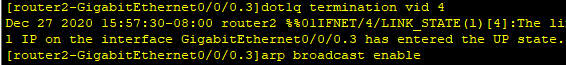 [router2-GigabitEthernet0/0/0.3]dot1q termination vid 4
Dec 27 2020 15:57:30-08:00 router2 %%01IFNET/4/LINK_STATE(l)[4]:The li
l IP on the interface GigabitEthernet0/0/0.3 has entered the UP state.
[router2-GigabitEthernet0/0/0.3]arp broadcast enable